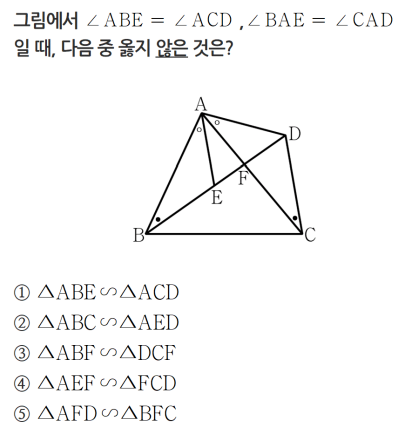 그림에서 ∠ABE = ∠ACD , ∠BAE = ∠CAD
일 때, 다음 중 옳지 않은 것은?
A
D
F
E
B
C
① △ABE∽△ACD
② △ABC∽△AED
③ △ABF∽△DCF
④ △AEF∽△FCD
⑤ △AFD∽△BFC